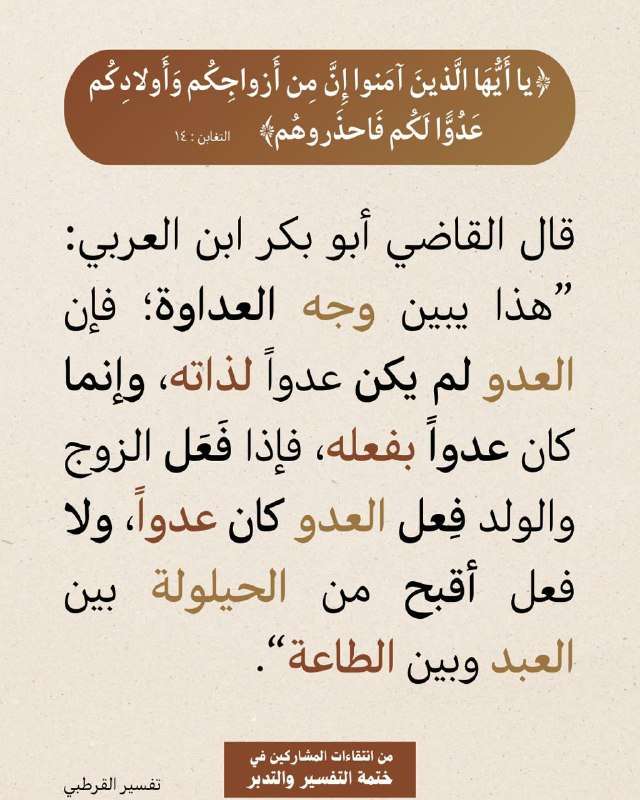 ﴿يا أَيُّهَا الَّذينَ آمَنوا إِنَّ مِن أَزواجِكُم وَأَولادِكُم
عَدُوًّا لَكُم فَاحذَروهُم﴾ التغابن : ١٤
قال القاضي أبو بكر ابن العربي:
”هذا يبين وجه العداوة؛ فإن
العدو لم يكن عدواً لذاته، وإنما
كان عدواً بفعله، فإذا فَعَل الزوج
والولد فِعل العدو كان عدواً، ولا
فعل أقبح من الحيلولة بين
العبد وبين الطاعة“.
من انتقاءات المشاركين في
ختمة التفسير والتدبر
تفسير القرطبي